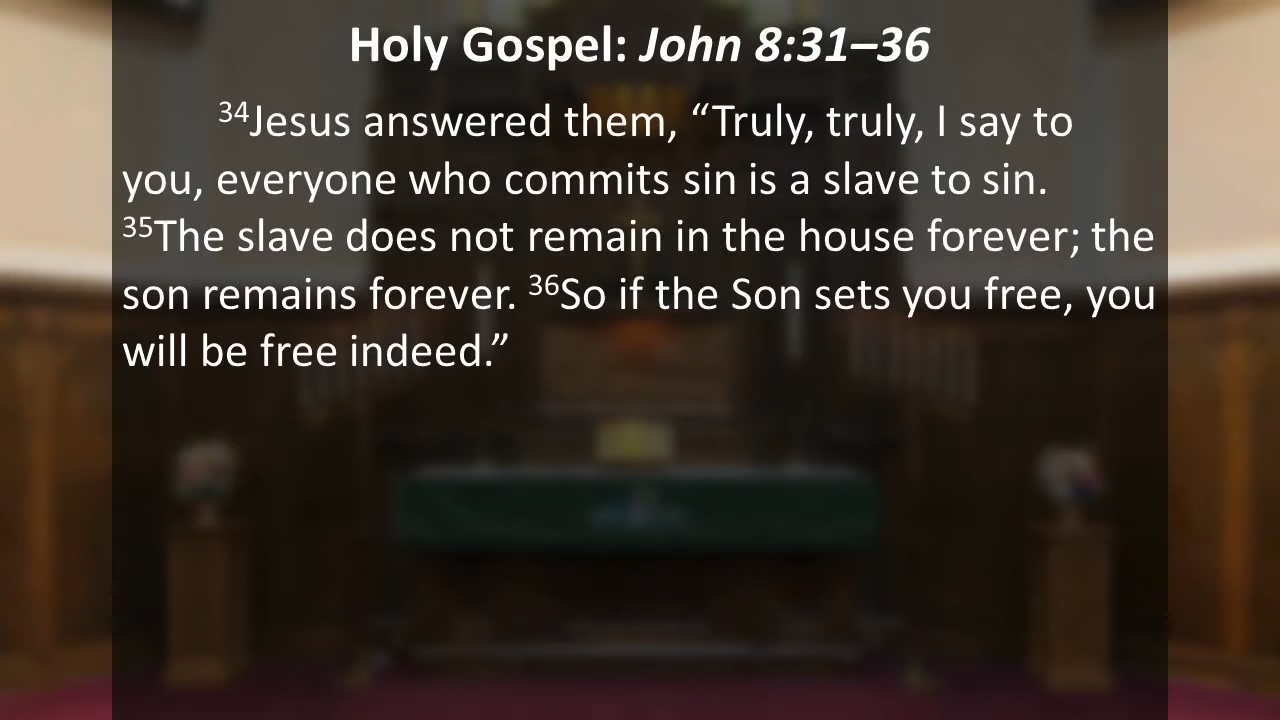 Holy Gospel: John 8:31–36
³⁴Jesus answered them, “Truly, truly, I say to
you, everyone who commits sin is a slave to sin.
³⁵The slave does not remain in the house forever; the
son remains forever. ³⁶So if the Son sets you free, you
will be free indeed.”